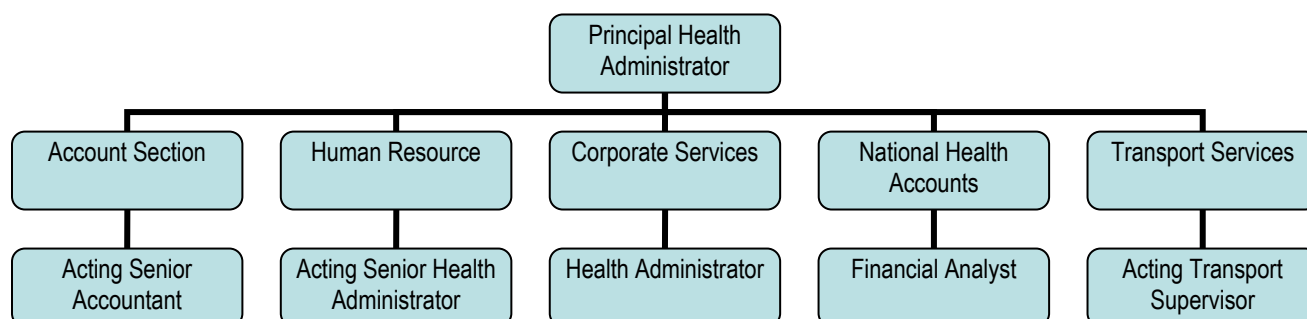 Principal Health
Administrator
Account Section
Human Resource
Corporate Services
National Health
Accounts
Transport Services
Acting Senior
Accountant
Acting Senior Health
Administrator
Health Administrator
Financial Analyst
Acting Transport
Supervisor